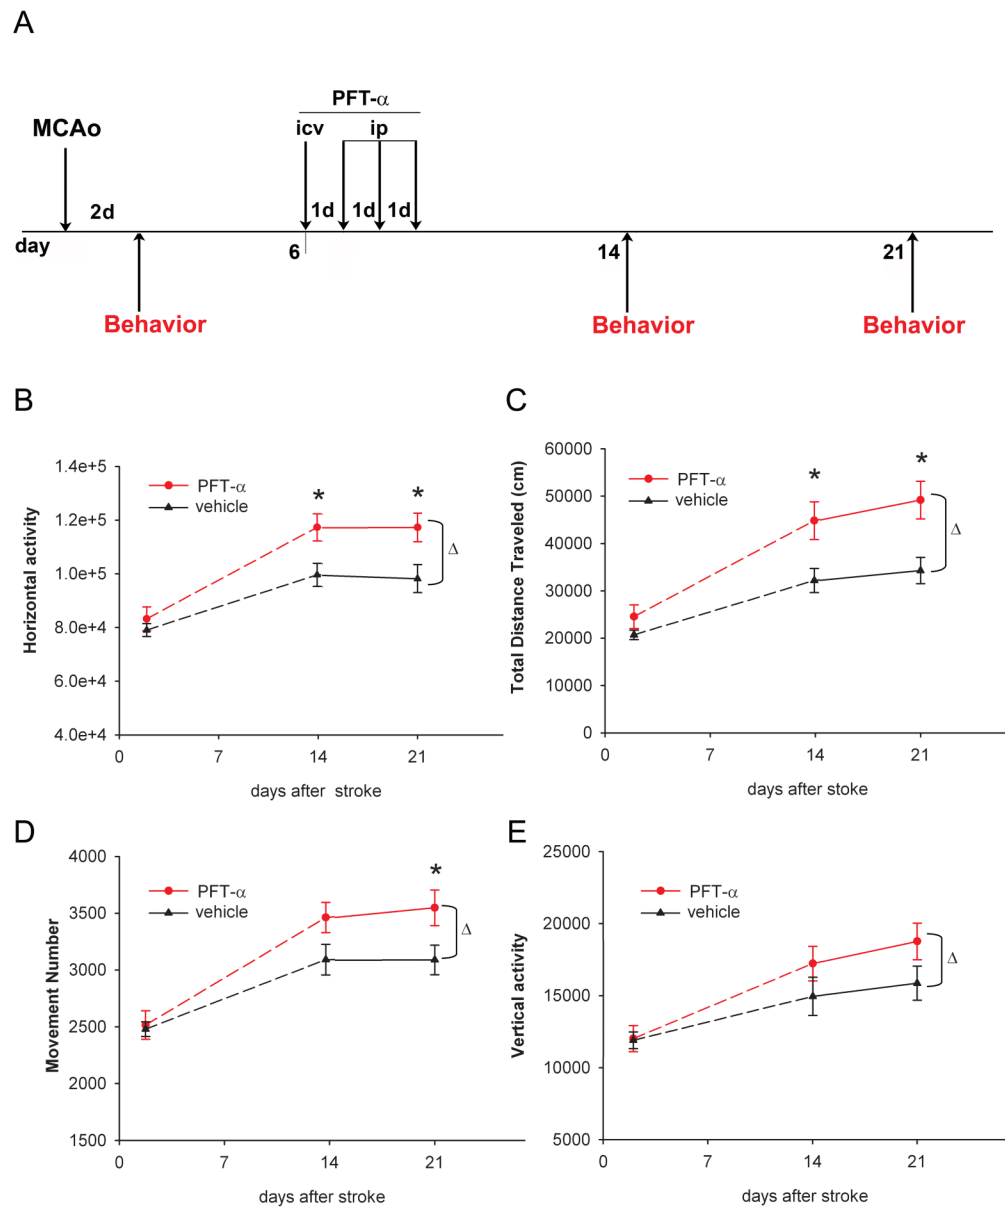 A
PFT-α
MCAo
icv
ip
2d
1d
1d
1d
day
6
14
21
Behavior
Behavior
Behavior
B
1.4e+5
1.2e+5
1.0e+5
8.0e+4
6.0e+4
4.0e+4
Horizontal activity
PFT-α
vehicle
*
*
Δ
0
7
14
21
days after stroke
C
60000
50000
40000
30000
20000
10000
0
Total Distance Traveled (cm)
PFT-α
vehicle
*
*
Δ
0
7
14
21
days after stoke
D
4000
3500
3000
2500
2000
1500
Movement Number
PFT-α
vehicle
*
Δ
0
7
14
21
days after stroke
E
25000
20000
15000
10000
5000
Vertical activity
PFT-α
vehicle
Δ
0
7
14
21
days after stroke